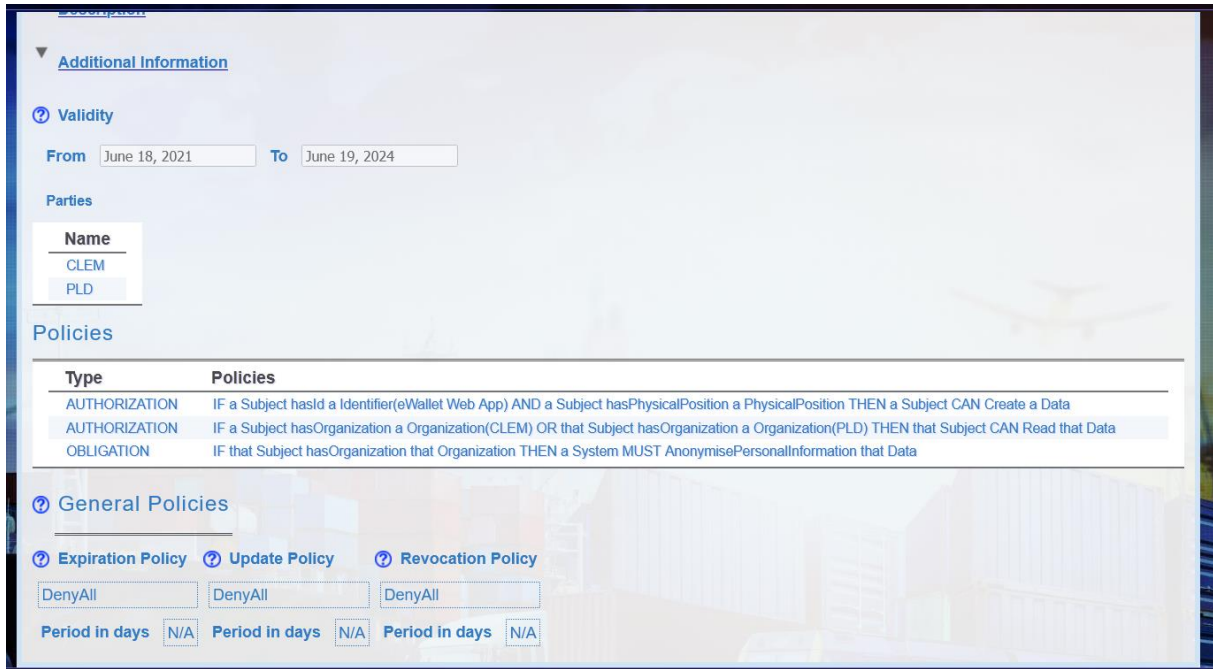 Description
Additional Information
Validity
From June 18, 2021 To June 19, 2024
Parties
Name
CLEM
PLD
Policies
Type Policies
AUTHORIZATION IF a Subject hasId a Identifier(eWallet Web App) AND a Subject hasPhysicalPosition a PhysicalPosition THEN a Subject CAN Create a Data
AUTHORIZATION IF a Subject hasOrganization a Organization(CLEM) OR that Subject hasOrganization a Organization(PLD) THEN that Subject CAN Read that Data
OBLIGATION IF that Subject hasOrganization that Organization THEN a System MUST AnonymisePersonalInformation that Data
General Policies
Expiration Policy Update Policy Revocation Policy
DenyAll DenyAll DenyAll
Period in days N/A Period in days N/A Period in days N/A